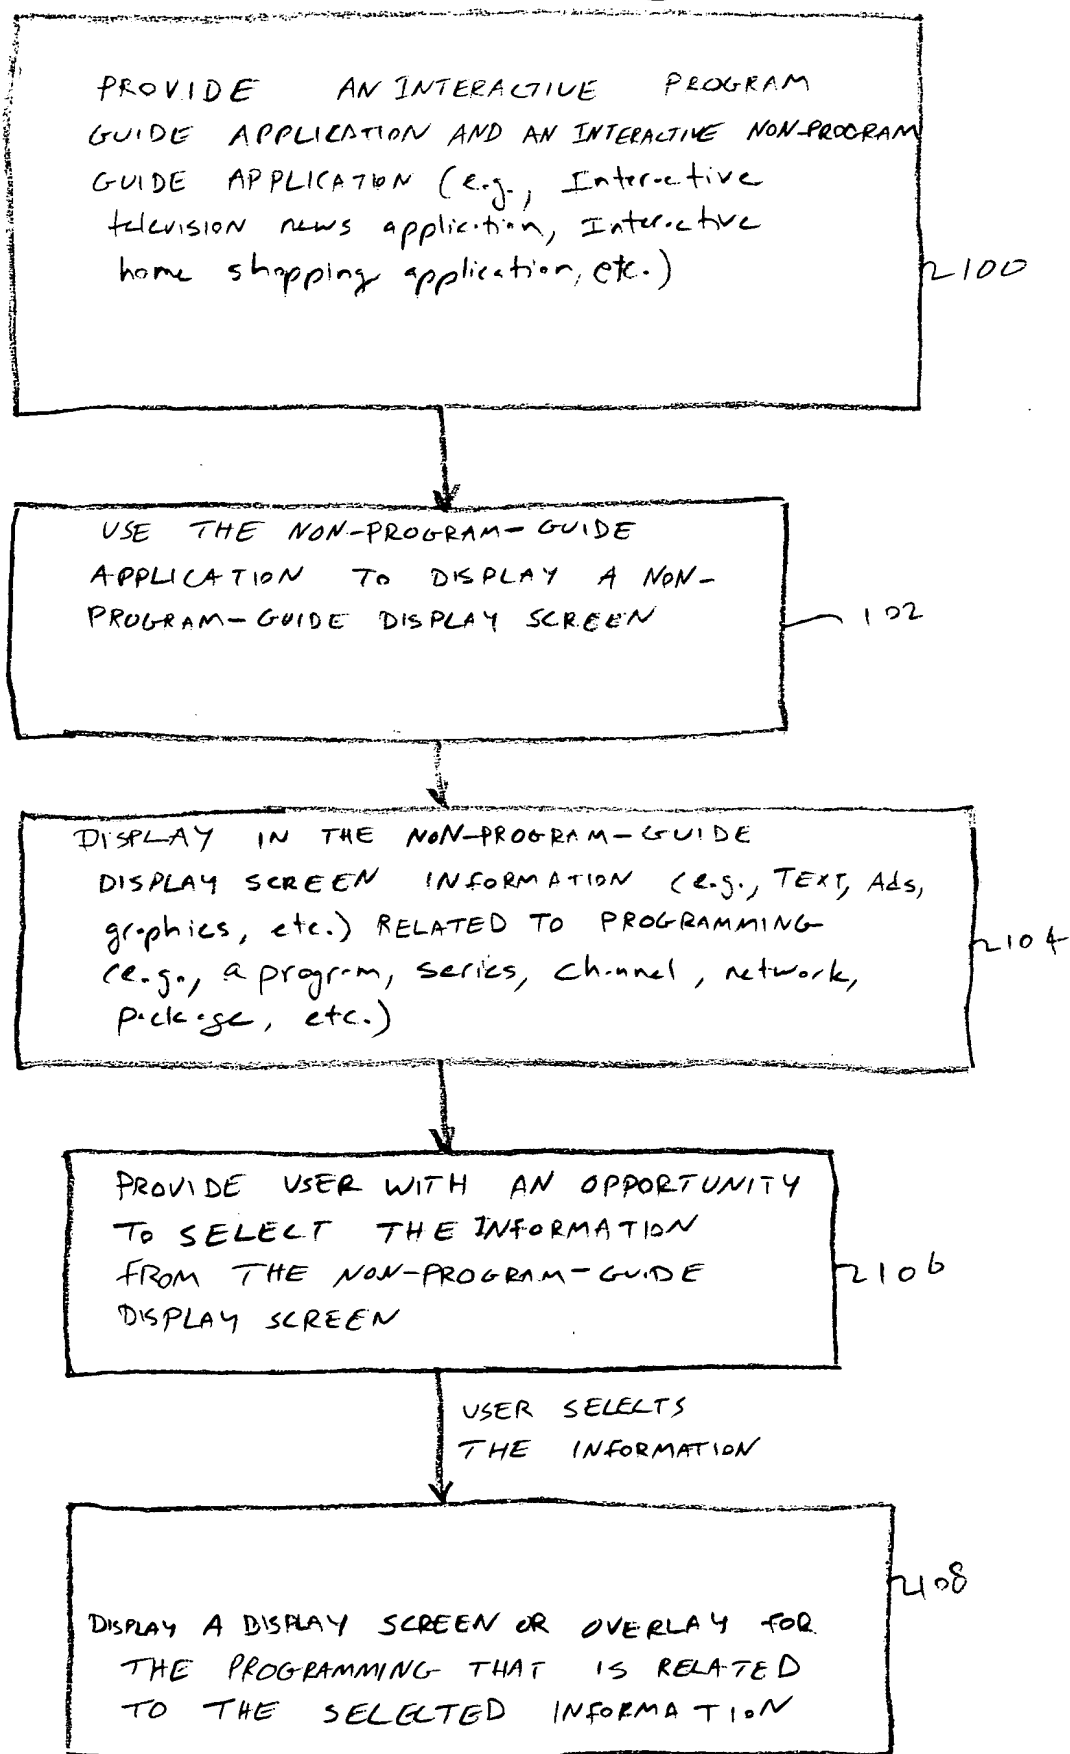 PROVIDE AN INTERACTIVE PROGRAM
GUIDE APPLICATION AND AN INTERACTIVE NON-PROGRAM
GUIDE APPLICATION (e.g., Interactive
television news application, Interactive
home shopping application, etc.)
100
USE THE NON-PROGRAM-GUIDE
APPLICATION TO DISPLAY A NON-
PROGRAM-GUIDE DISPLAY SCREEN
102
DISPLAY IN THE NON-PROGRAM-GUIDE
DISPLAY SCREEN INFORMATION (e.g., TEXT, Ads,
graphics, etc.) RELATED TO PROGRAMMING
(e.g., a program, series, channel, network,
package, etc.)
104
PROVIDE USER WITH AN OPPORTUNITY
TO SELECT THE INFORMATION
FROM THE NON-PROGRAM-GUIDE
DISPLAY SCREEN
106
USER SELECTS
THE INFORMATION
108
DISPLAY A DISPLAY SCREEN OR OVERLAY FOR
THE PROGRAMMING THAT IS RELATED
TO THE SELECTED INFORMATION